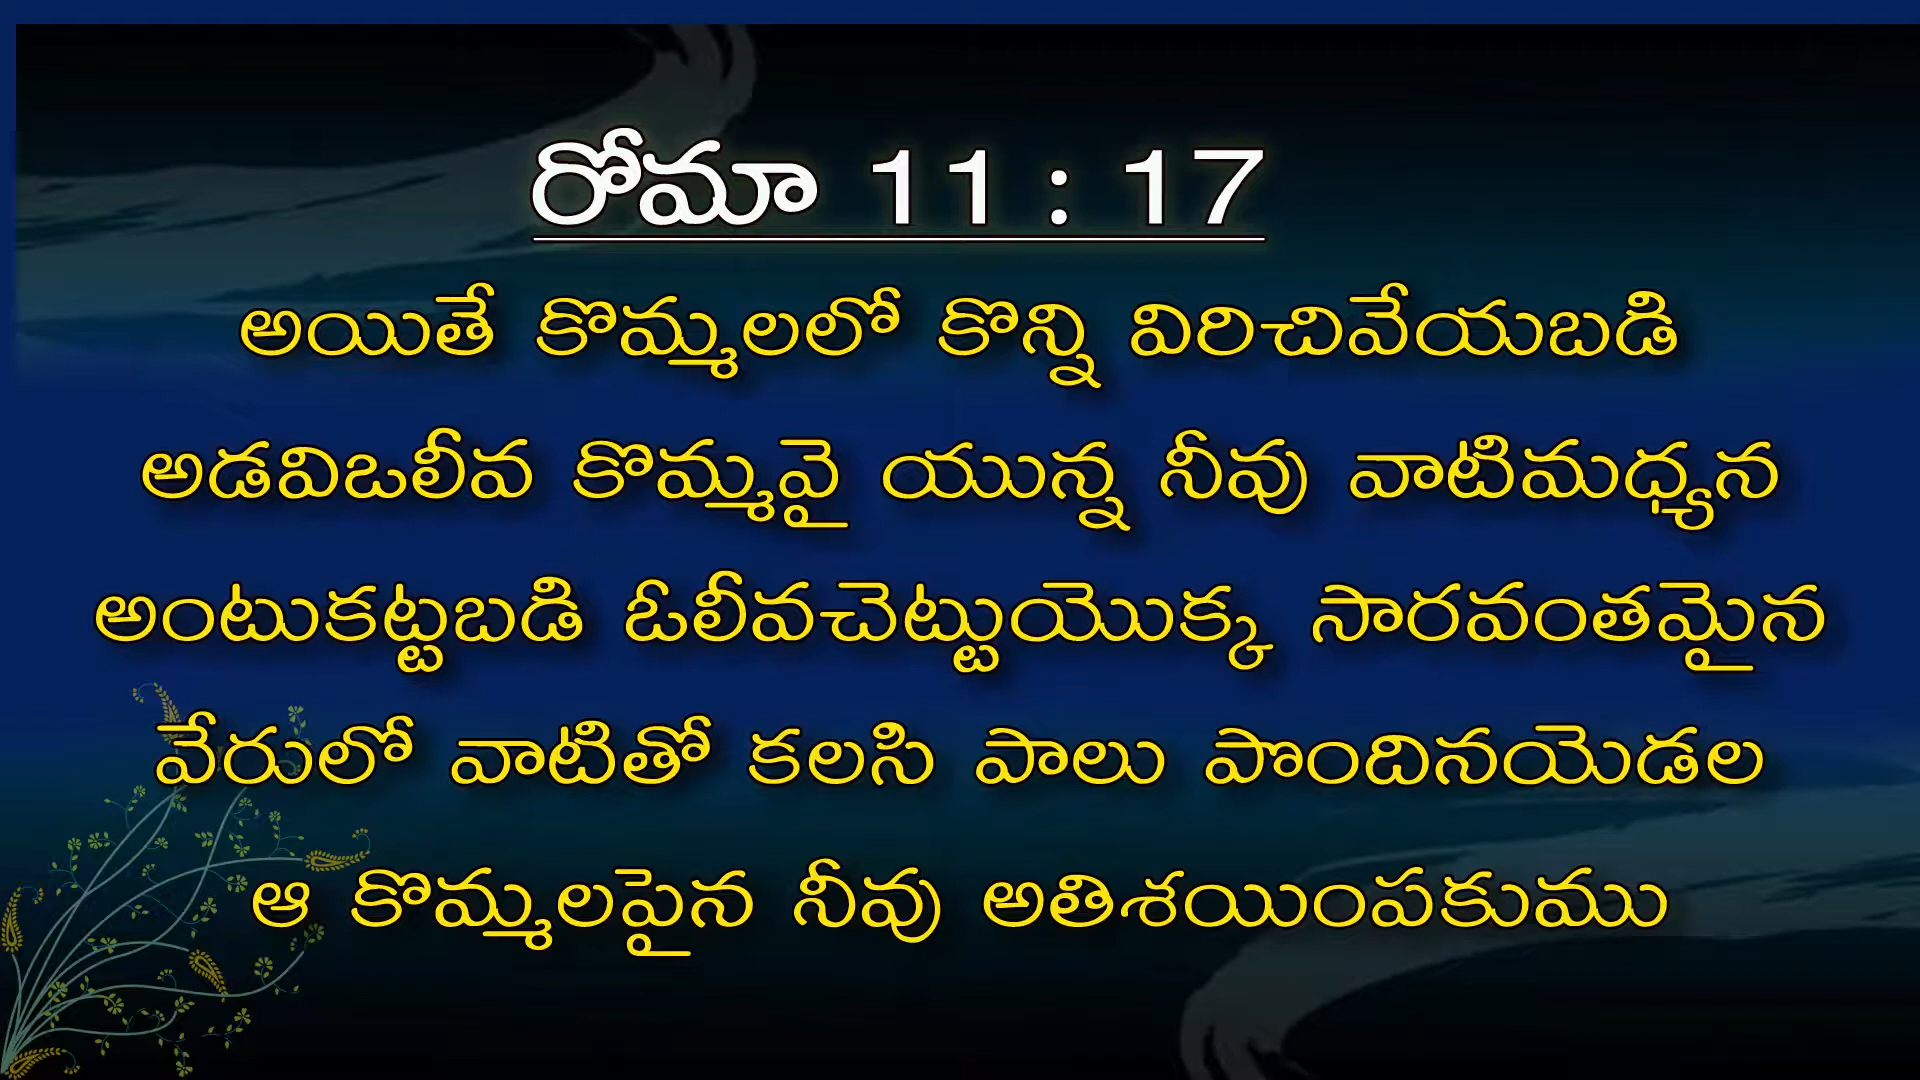 రోమా 11 : 17
అయితే కొమ్మలలో కొన్ని విరిచివేయబడి
అడవిఒలీవ కొమ్మవై యున్న నీవు వాటిమధ్యన
అంటుకట్టబడి ఓలీవచెట్టుయొక్క సారవంతమైన
వేరులో వాటితో కలసి పాలు పొందినయెడల
ఆ కొమ్మలపైన నీవు అతిశయింపకుము